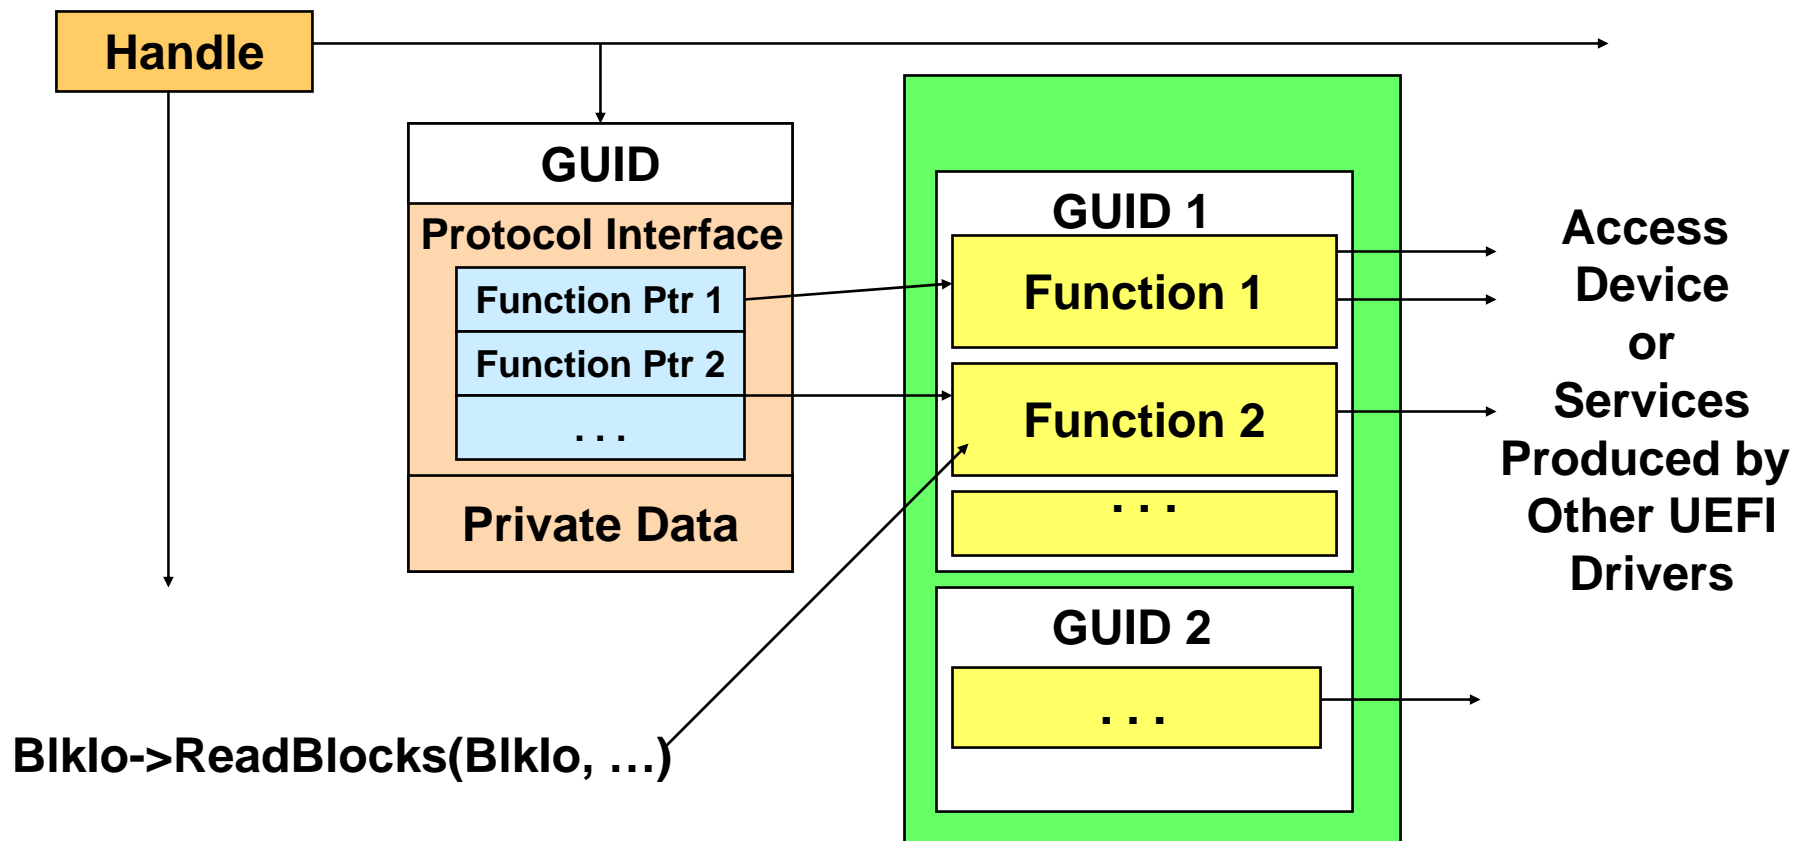 Handle
GUID
Protocol Interface
Function Ptr 1
Function Ptr 2
. . .
Private Data
BlkIo->ReadBlocks(BlkIo, …)
GUID 1
Function 1
Function 2
. . .
GUID 2
. . .
Access
Device
or
Services
Produced by
Other UEFI
Drivers